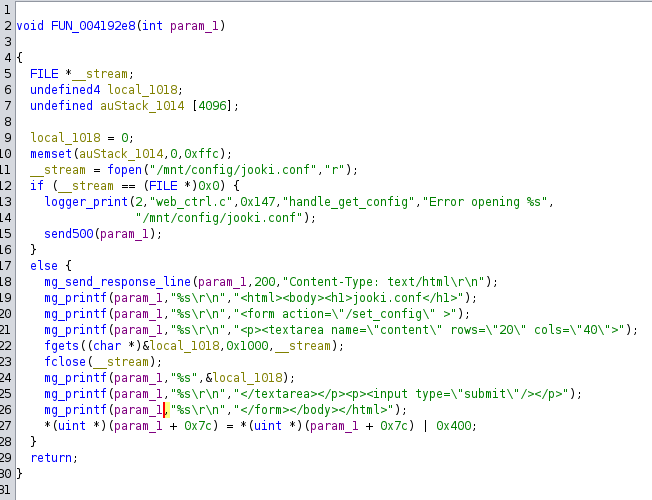 1
2 void FUN_004192e8(int param_1)
3
4 {
5 FILE *__stream;
6 undefined4 local_1018;
7 undefined auStack_1014 [4096];
8
9 local_1018 = 0;
10 memset(auStack_1014,0,0xffc);
11 __stream = fopen("/mnt/config/jooki.conf","r");
12 if (__stream == (FILE *)0x0) {
13 logger_print(2,"web_ctrl.c",0x147,"handle_get_config","Error opening %s",
14 "/mnt/config/jooki.conf");
15 send500(param_1);
16 }
17 else {
18 mg_send_response_line(param_1,200,"Content-Type: text/html\r\n");
19 mg_printf(param_1,"%s\r\n","<html><body><h1>jooki.conf</h1>");
20 mg_printf(param_1,"%s\r\n","<form action=\"/set_config\" >");
21 mg_printf(param_1,"%s\r\n","<p><textarea name=\"content\" rows=\"20\" cols=\"40\">");
22 fgets((char *)&local_1018,0x1000,__stream);
23 fclose(__stream);
24 mg_printf(param_1,"%s",&local_1018);
25 mg_printf(param_1,"%s\r\n","</textarea></p><p><input type=\"submit\"/></p>");
26 mg_printf(param_1,"%s\r\n","</form></body></html>");
27 *(uint *)(param_1 + 0x7c) = *(uint *)(param_1 + 0x7c) | 0x400;
28 }
29 return;
30 }
31